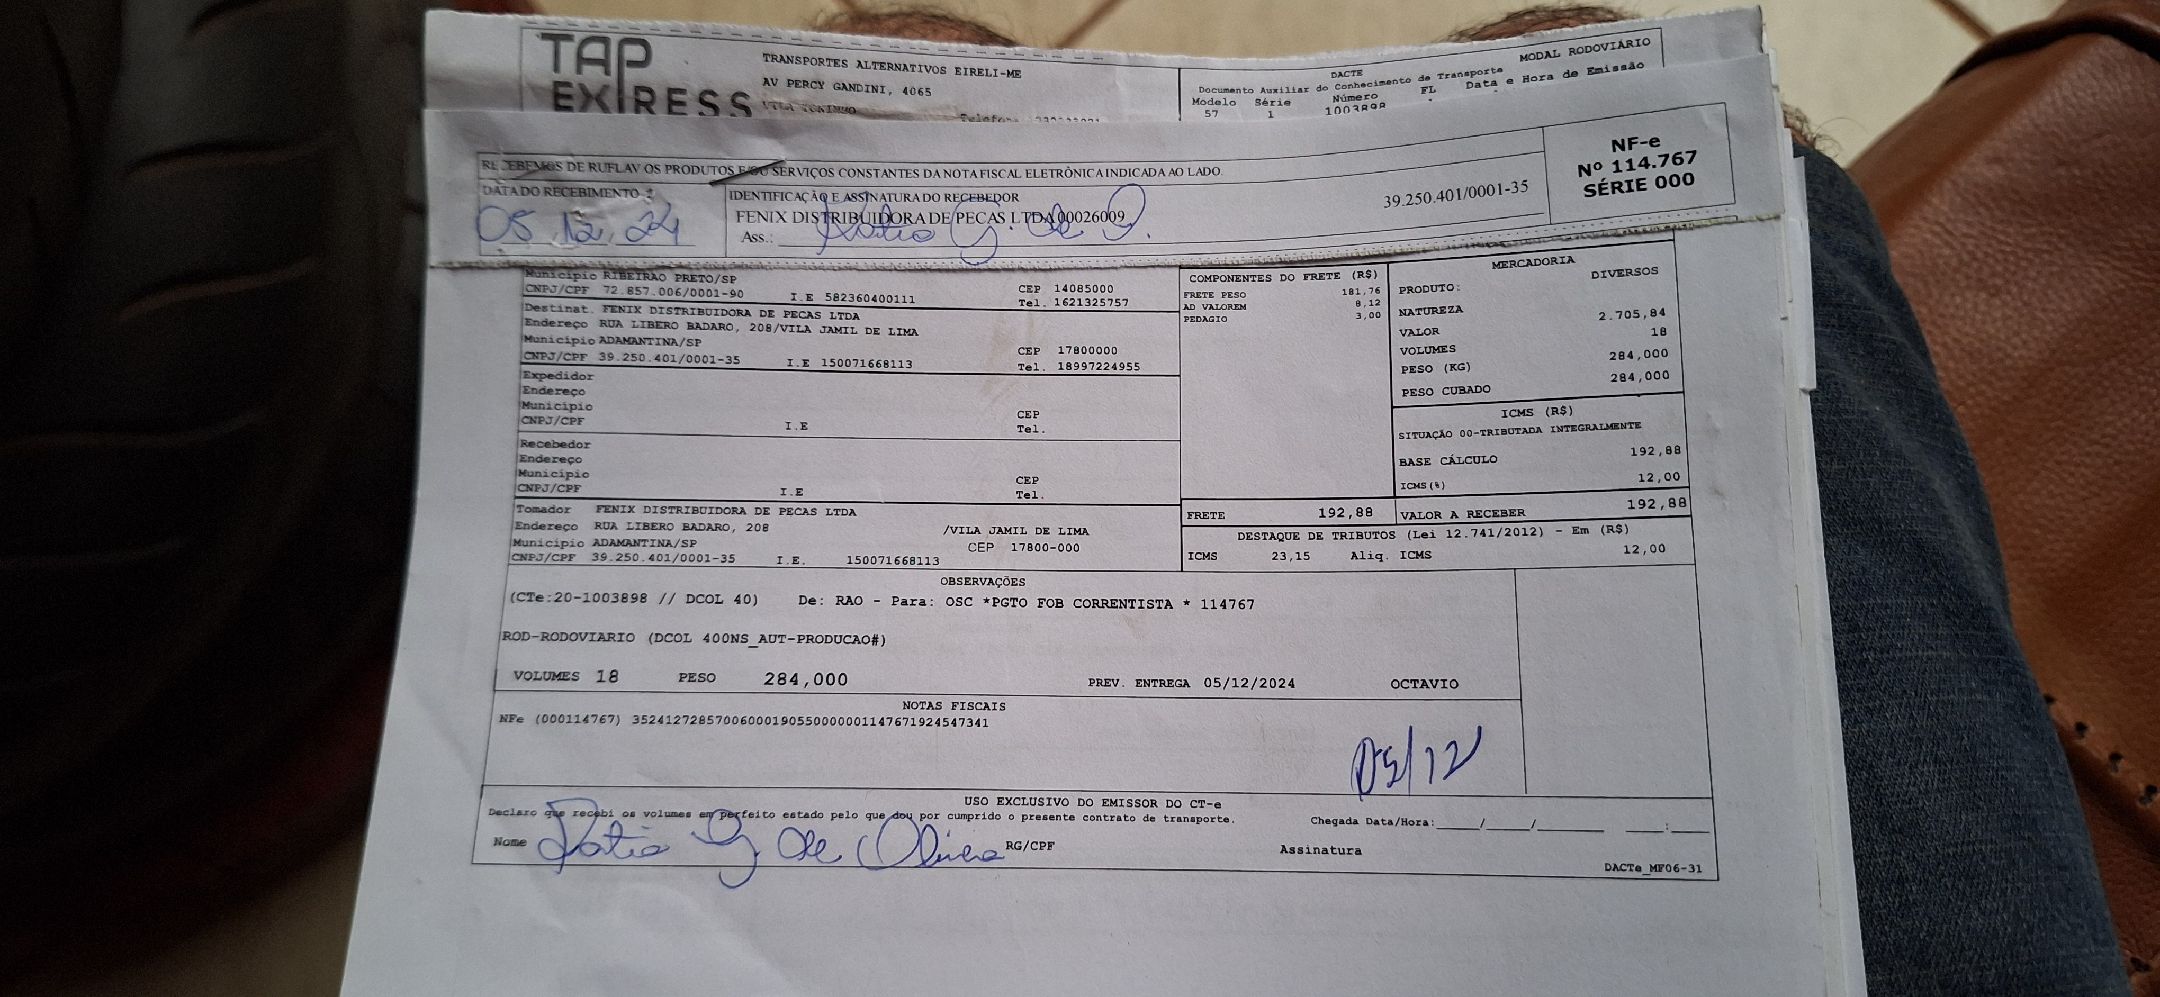 TAP EXPRESS
TRANSPORTES ALTERNATIVOS EIRELI-ME
AV PERCY GANDINI, 4065
MODAL RODOVIÁRIO
DACTE
Documento Auxiliar do Conhecimento de Transporte
Modelo Série Número FL Data e Hora de Emissão
57 1 1003898
RECEBEMOS DE RUFLAV OS PRODUTOS E/OU SERVIÇOS CONSTANTES DA NOTA FISCAL ELETRÔNICA INDICADA AO LADO.
DATA DO RECEBIMENTO
05.12.24
IDENTIFICAÇÃO E ASSINATURA DO RECEBEDOR
FENIX DISTRIBUIDORA DE PECAS LTDA 00026009
39.250.401/0001-35
Ass.:
NF-e
Nº 114.767
SÉRIE 000
Município RIBEIRAO PRETO/SP CEP 14085000
CNPJ/CPF 72.857.006/0001-90 I.E 582360400111 Tel. 1621325757
Destinat. FENIX DISTRIBUIDORA DE PECAS LTDA
Endereço RUA LIBERO BADARO, 208/VILA JAMIL DE LIMA
Município ADAMANTINA/SP CEP 17800000
CNPJ/CPF 39.250.401/0001-35 I.E 150071668113 Tel. 18997224955
Expedidor
Endereço
Município CEP
CNPJ/CPF I.E Tel.
Recebedor
Endereço
Município CEP
CNPJ/CPF I.E Tel.
Tomador FENIX DISTRIBUIDORA DE PECAS LTDA
Endereço RUA LIBERO BADARO, 208 /VILA JAMIL DE LIMA
Município ADAMANTINA/SP CEP 17800-000
CNPJ/CPF 39.250.401/0001-35 I.E. 150071668113
COMPONENTES DO FRETE (R$)
FRETE PESO 181,76
AD VALOREM 8,12
PEDAGIO 3,00
FRETE 192,88
MERCADORIA
PRODUTO: DIVERSOS
NATUREZA
VALOR 2.705,84
VOLUMES 18
PESO (KG) 284,000
PESO CUBADO 284,000
ICMS (R$)
SITUAÇÃO 00-TRIBUTADA INTEGRALMENTE
BASE CÁLCULO 192,88
ICMS(%) 12,00
VALOR A RECEBER 192,88
DESTAQUE DE TRIBUTOS (Lei 12.741/2012) - Em (R$)
ICMS 23,15 Aliq. ICMS 12,00
OBSERVAÇÕES
(CTe:20-1003898 // DCOL 40) De: RAO - Para: OSC *PGTO FOB CORRENTISTA * 114767
ROD-RODOVIARIO (DCOL 400NS_AUT-PRODUCAO#)
VOLUMES 18 PESO 284,000 PREV. ENTREGA 05/12/2024 OCTAVIO
NOTAS FISCAIS
NFe (000114767) 35241272857006000190550000001147671924547341
05/12
USO EXCLUSIVO DO EMISSOR DO CT-e
Declaro que recebi os volumes em perfeito estado pelo que dou por cumprido o presente contrato de transporte. Chegada Data/Hora:____/____/______ ____:____
Nome Katia G de Oliveira RG/CPF Assinatura
DACTe_MF06-31